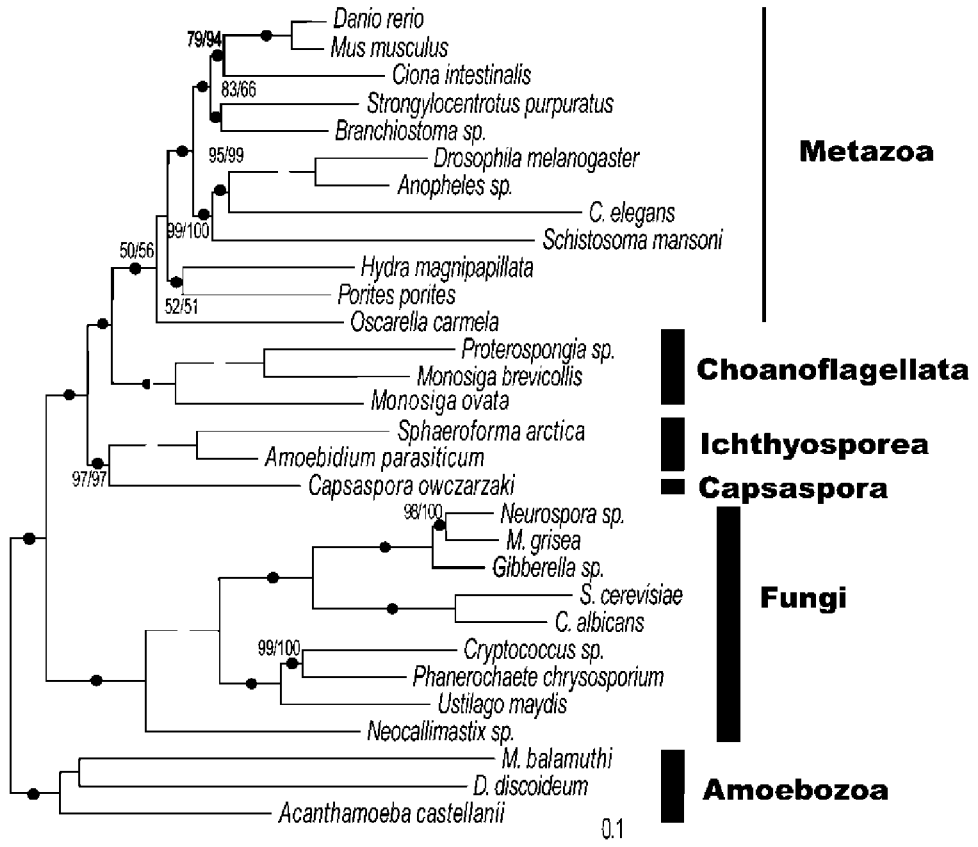 Danio rerio
79/94
Mus musculus
Ciona intestinalis
83/66
Strongylocentrotus purpuratus
Branchiostoma sp.
Metazoa
95/99
Drosophila melanogaster
Anopheles sp.
C. elegans
99/100
Schistosoma mansoni
50/56
Hydra magnipapillata
52/51
Porites porites
Oscarella carmela
Proterospongia sp.
Choanoflagellata
Monosiga brevicollis
Monosiga ovata
Sphaeroforma arctica
Ichthyosporea
Amoebidium parasiticum
97/97
Capsaspora owczarzaki
Capsaspora
98/100
Neurospora sp.
M. grisea
Gibberella sp.
S. cerevisiae
Fungi
C. albicans
99/100
Cryptococcus sp.
Phanerochaete chrysosporium
Ustilago maydis
Neocallimastix sp.
M. balamuthi
D. discoideum
Amoebozoa
Acanthamoeba castellanii
0.1